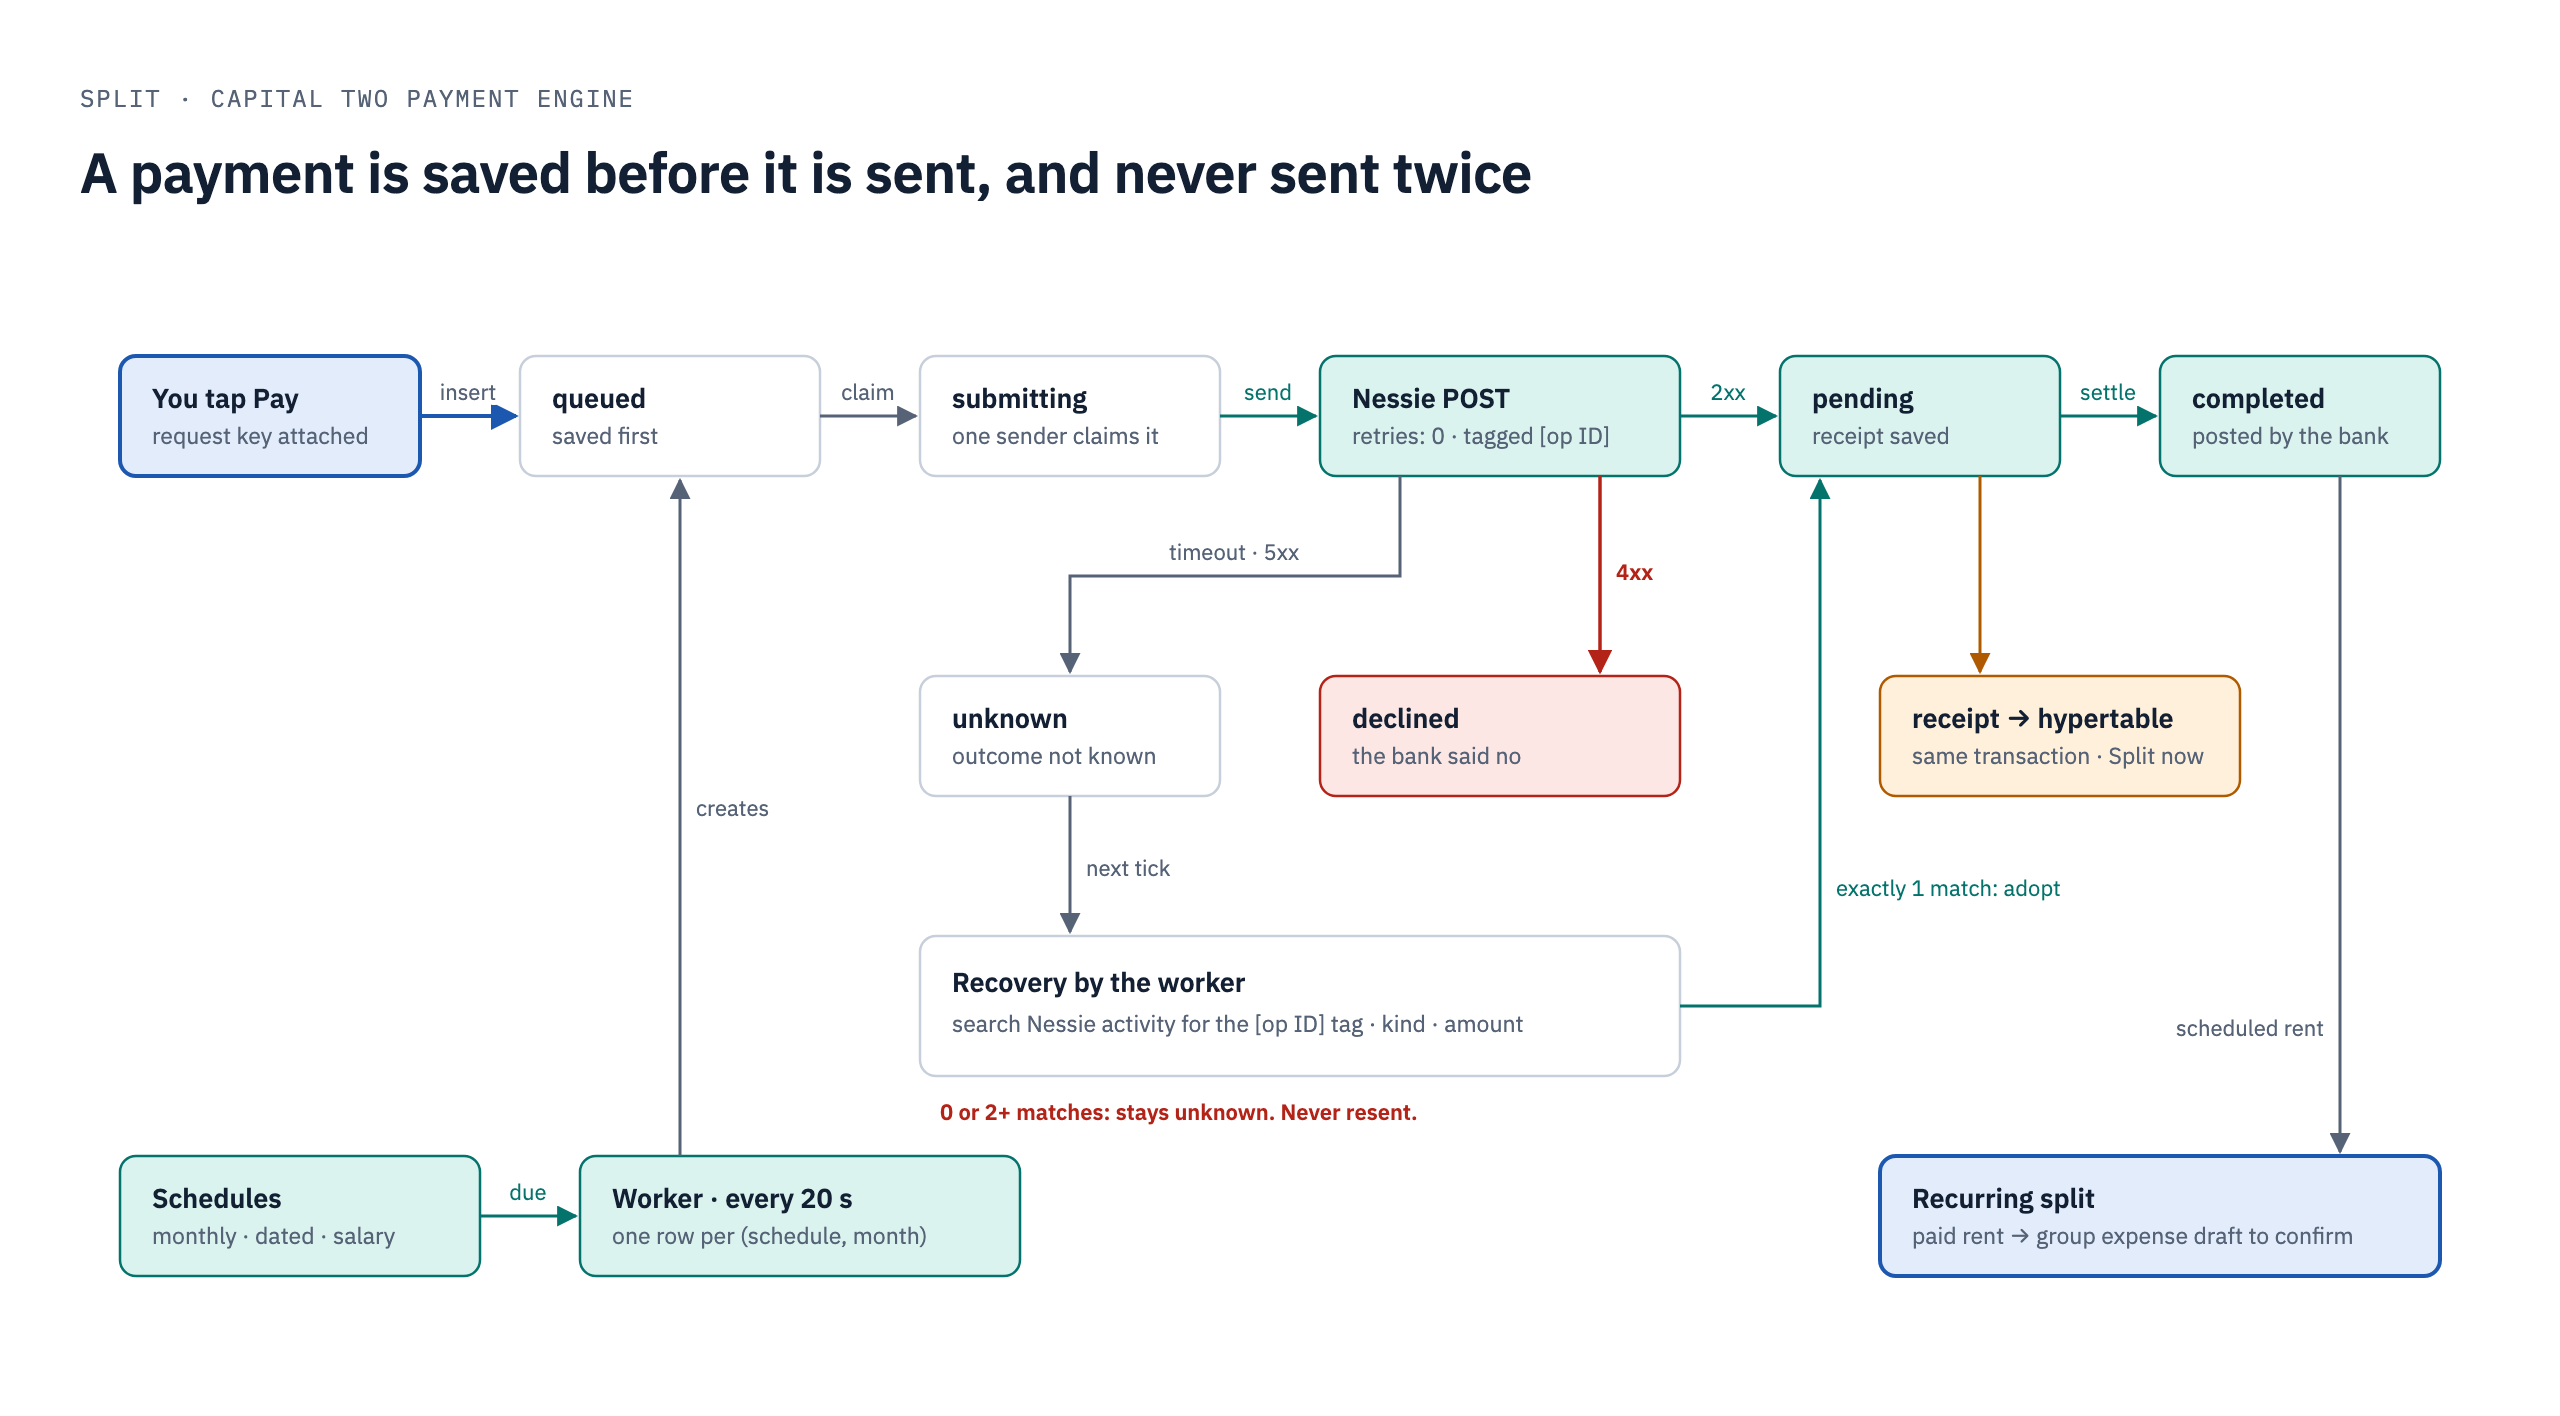 SPLIT · CAPITAL TWO PAYMENT ENGINE
A payment is saved before it is sent, and never sent twice
You tap Pay
request key attached
insert
queued
saved first
claim
submitting
one sender claims it
send
Nessie POST
retries: 0 · tagged [op ID]
2xx
pending
receipt saved
settle
completed
posted by the bank
timeout · 5xx
4xx
unknown
outcome not known
declined
the bank said no
receipt → hypertable
same transaction · Split now
creates
next tick
exactly 1 match: adopt
Recovery by the worker
search Nessie activity for the [op ID] tag · kind · amount
scheduled rent
0 or 2+ matches: stays unknown. Never resent.
Schedules
monthly · dated · salary
due
Worker · every 20 s
one row per (schedule, month)
Recurring split
paid rent → group expense draft to confirm